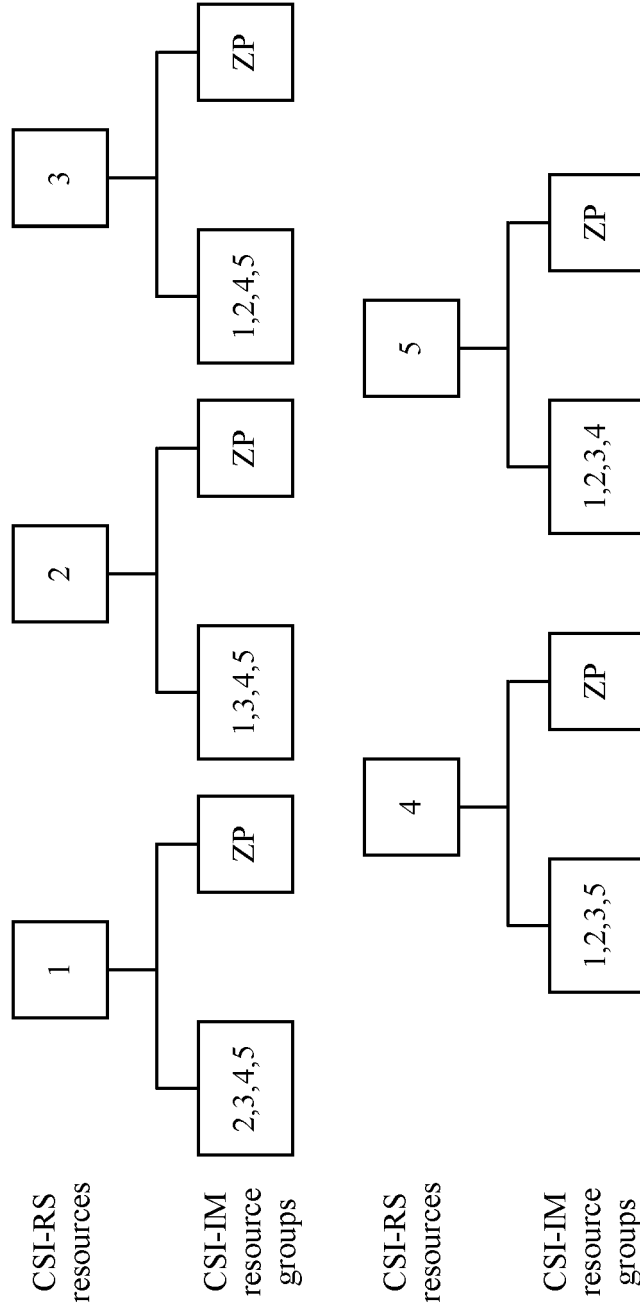 CSI-RS
resources
1
2
3
CSI-IM
resource
groups
2,3,4,5
ZP
1,3,4,5
ZP
1,2,4,5
ZP
CSI-RS
resources
4
5
CSI-IM
resource
groups
1,2,3,5
ZP
1,2,3,4
ZP